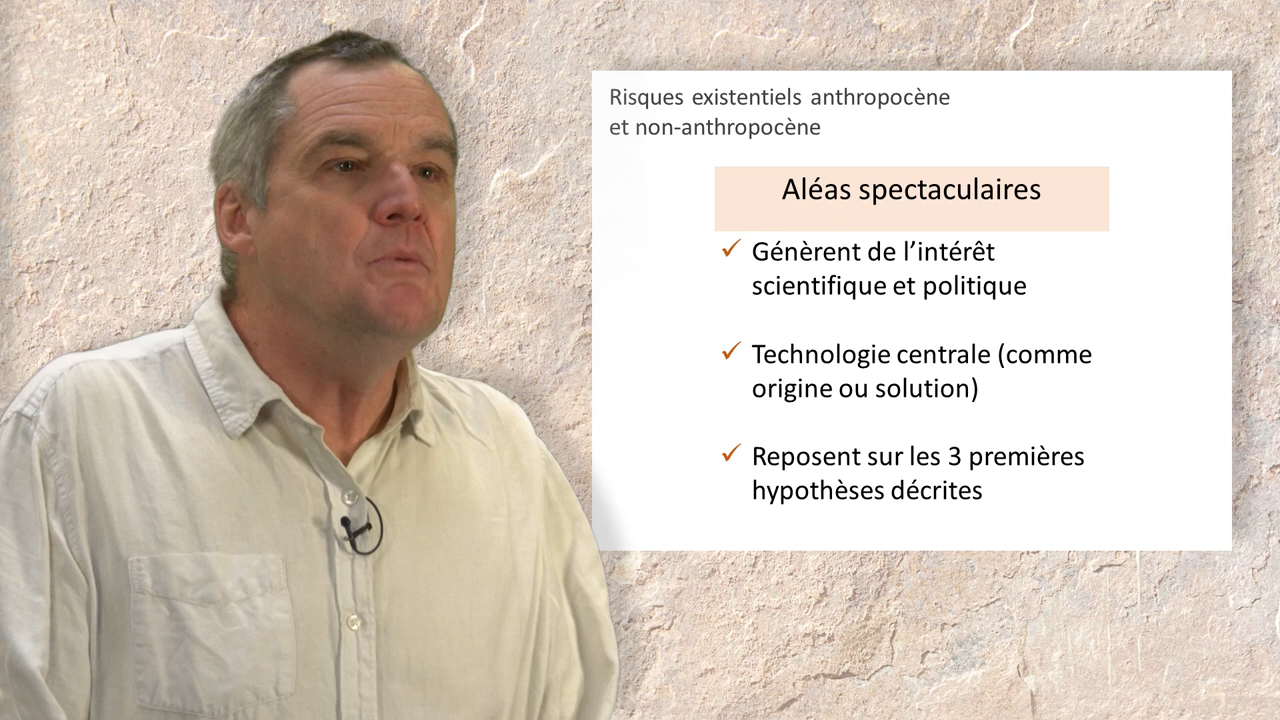 Risques existentiels anthropocène
et non-anthropocène
Aléas spectaculaires
Génèrent de l’intérêt
scientifique et politique
Technologie centrale (comme
origine ou solution)
Reposent sur les 3 premières
hypothèses décrites